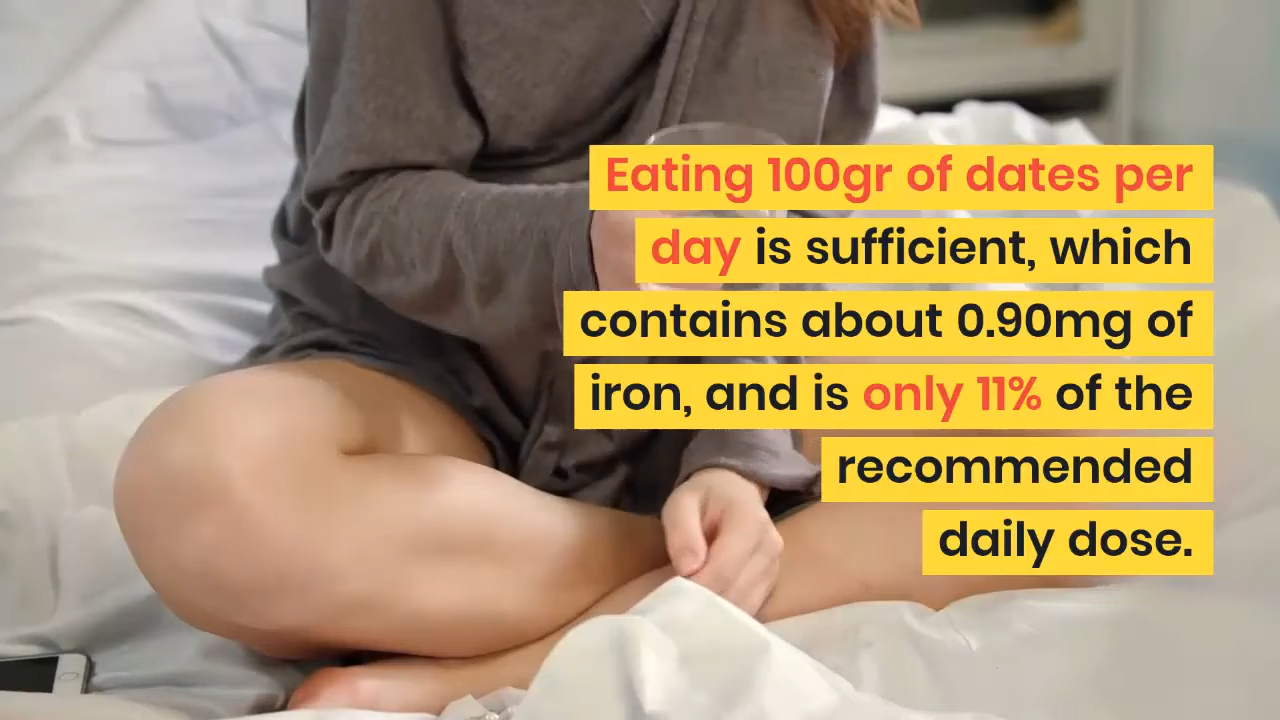 Eating 100gr of dates per
day is sufficient, which
contains about 0.90mg of
iron, and is only 11% of the
recommended
daily dose.